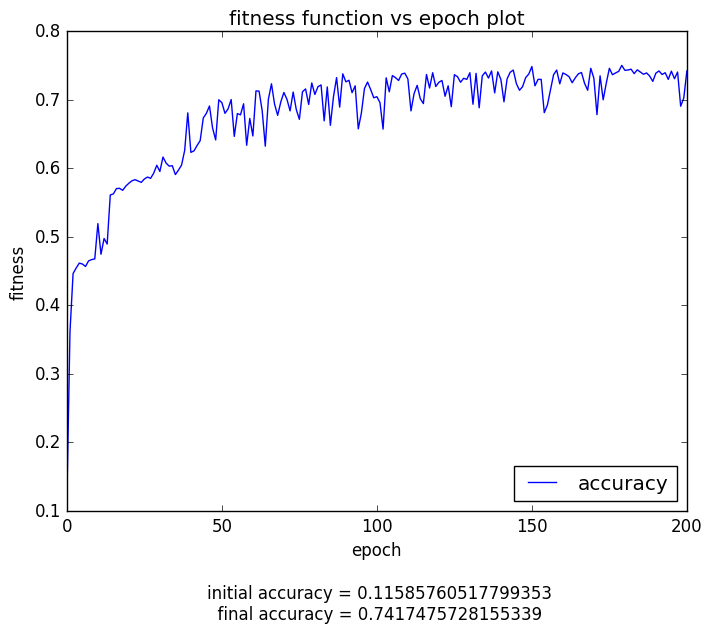 fitness function vs epoch plot
0.8
0.7
0.6
0.5
0.4
0.3
0.2
0.1
fitness
accuracy
0 50 100 150 200
epoch
initial accuracy = 0.11585760517799353
final accuracy = 0.7417475728155339